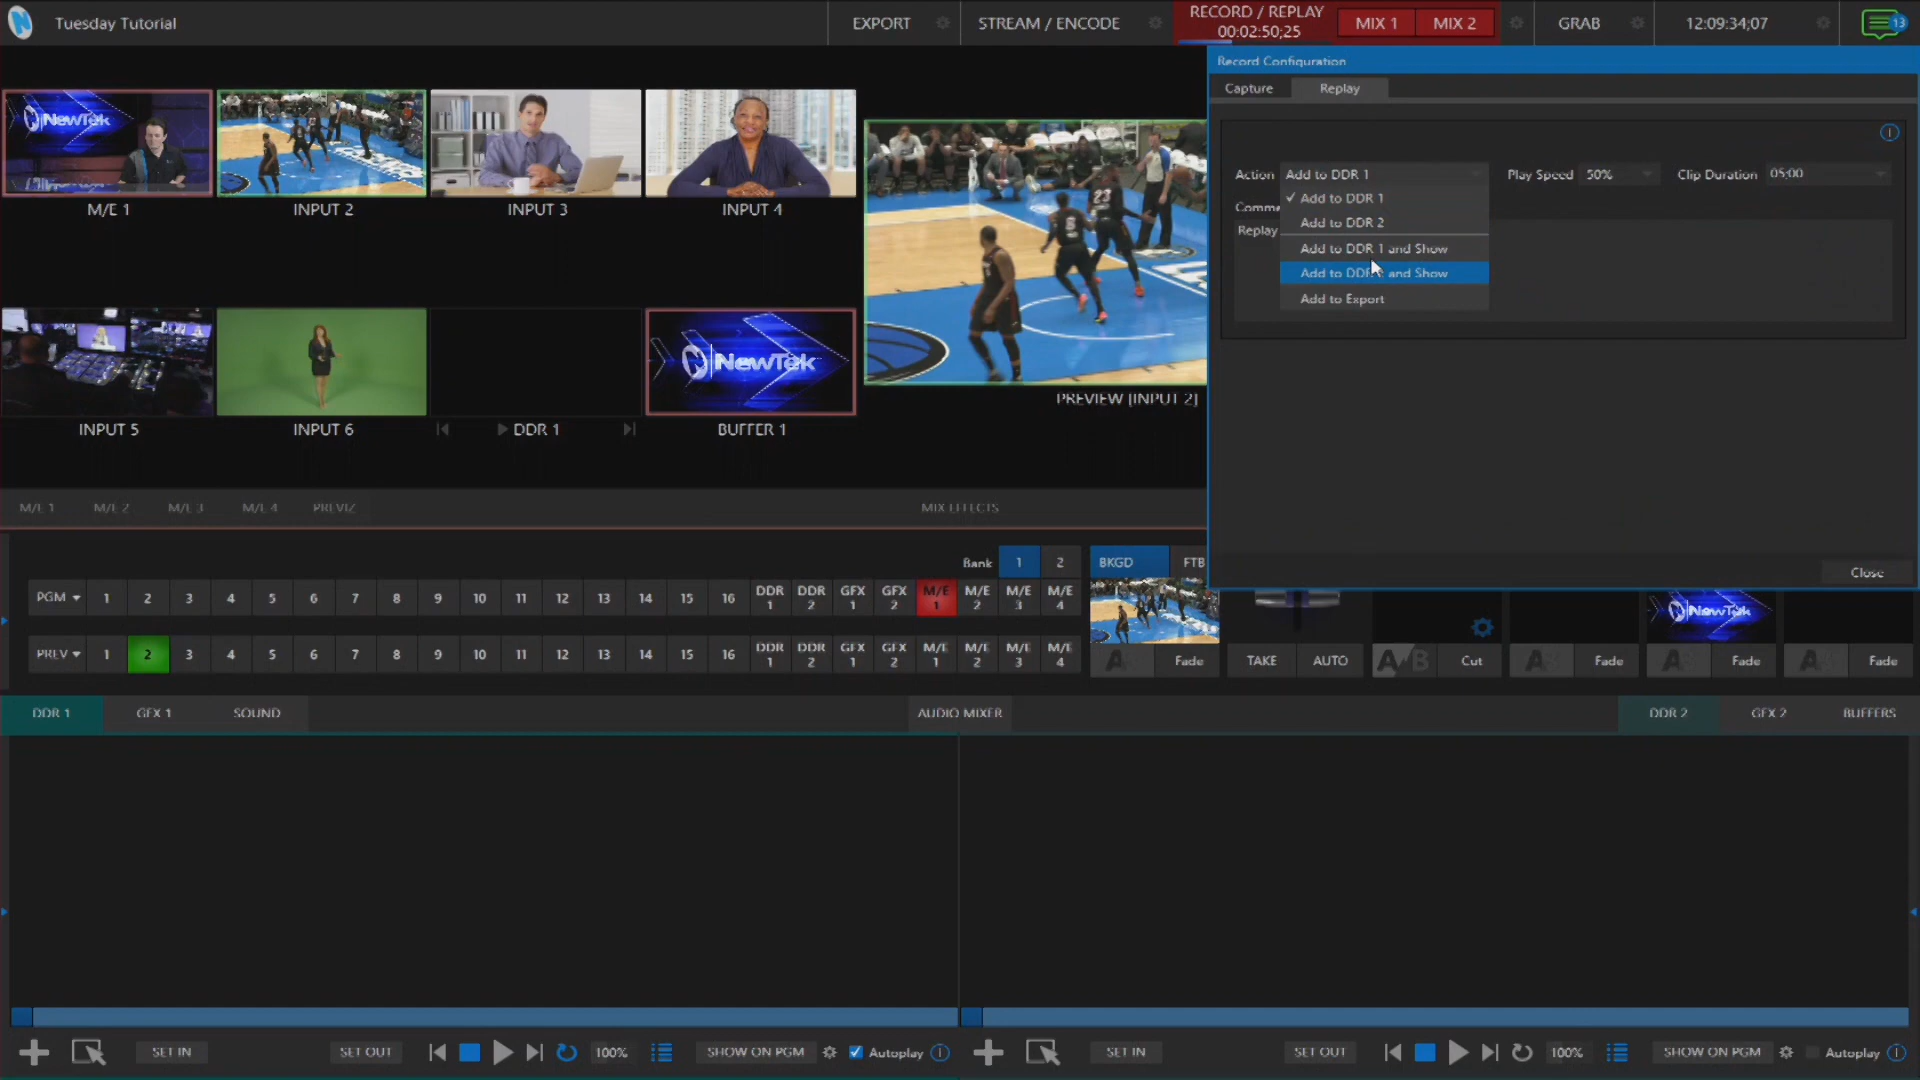 Tuesday Tutorial
EXPORT
STREAM / ENCODE
RECORD / REPLAY
00:02:50;25
MIX 1
MIX 2
GRAB
12:09:34;07
13
Record Configuration
Capture
Replay
Action
Add to DDR 1
Play Speed
50%
Clip Duration
05:00
Comme
Replay
✓ Add to DDR 1
Add to DDR 2
Add to DDR 1 and Show
Add to DDR and Show
Add to Export
Close
NewTek
M/E 1
INPUT 2
INPUT 3
INPUT 4
INPUT 5
INPUT 6
DDR 1
NewTek
BUFFER 1
PREVIEW [INPUT 2]
M/E 1
M/E 2
M/E 3
M/E 4
PREVIZ
MIX EFFECTS
Bank
1
2
BKGD
FTB
PGM
1 2 3 4 5 6 7 8 9 10 11 12 13 14 15 16 DDR 1 DDR 2 GFX 1 GFX 2 M/E 1 M/E 2 M/E 3 M/E 4
PREV
1 2 3 4 5 6 7 8 9 10 11 12 13 14 15 16 DDR 1 DDR 2 GFX 1 GFX 2 M/E 1 M/E 2 M/E 3 M/E 4
NewTek
Fade
TAKE
AUTO
A/B
Cut
Fade
Fade
Fade
DDR 1
GFX 1
SOUND
AUDIO MIXER
DDR 2
GFX 2
BUFFERS
SET IN
SET OUT
100%
SHOW ON PGM
Autoplay
SET IN
SET OUT
100%
SHOW ON PGM
Autoplay